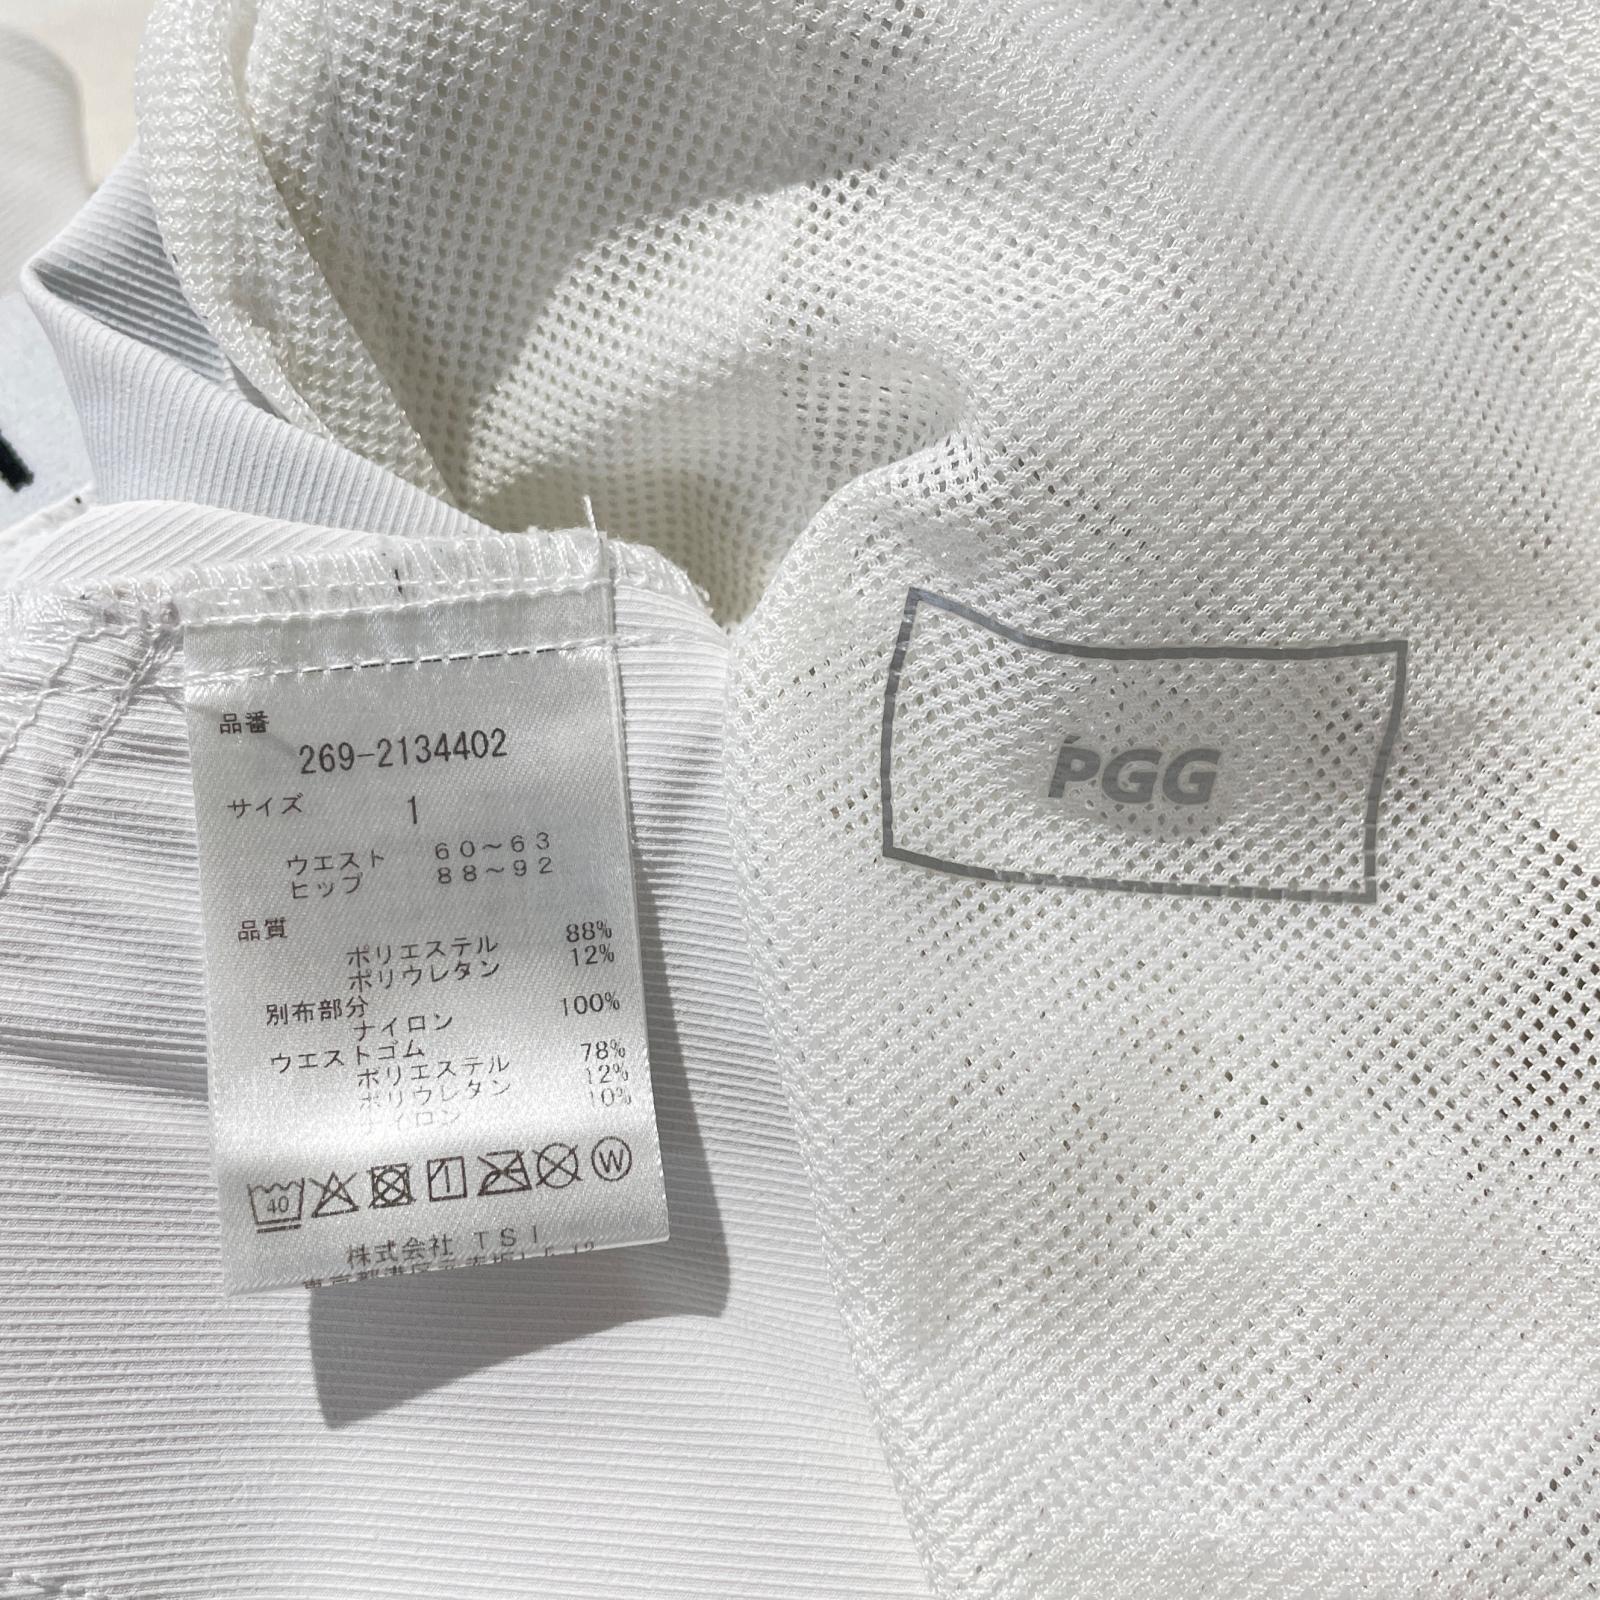 品番
269-2134402
サイズ 1
ウエスト 60～63
ヒップ 88～92
品質
ポリエステル 88%
ポリウレタン 12%
別布部分
ナイロン 100%
ウエストゴム
ポリエステル 78%
ポリウレタン 12%
ナイロン 10%
40
W
株式会社 TSI
PGG